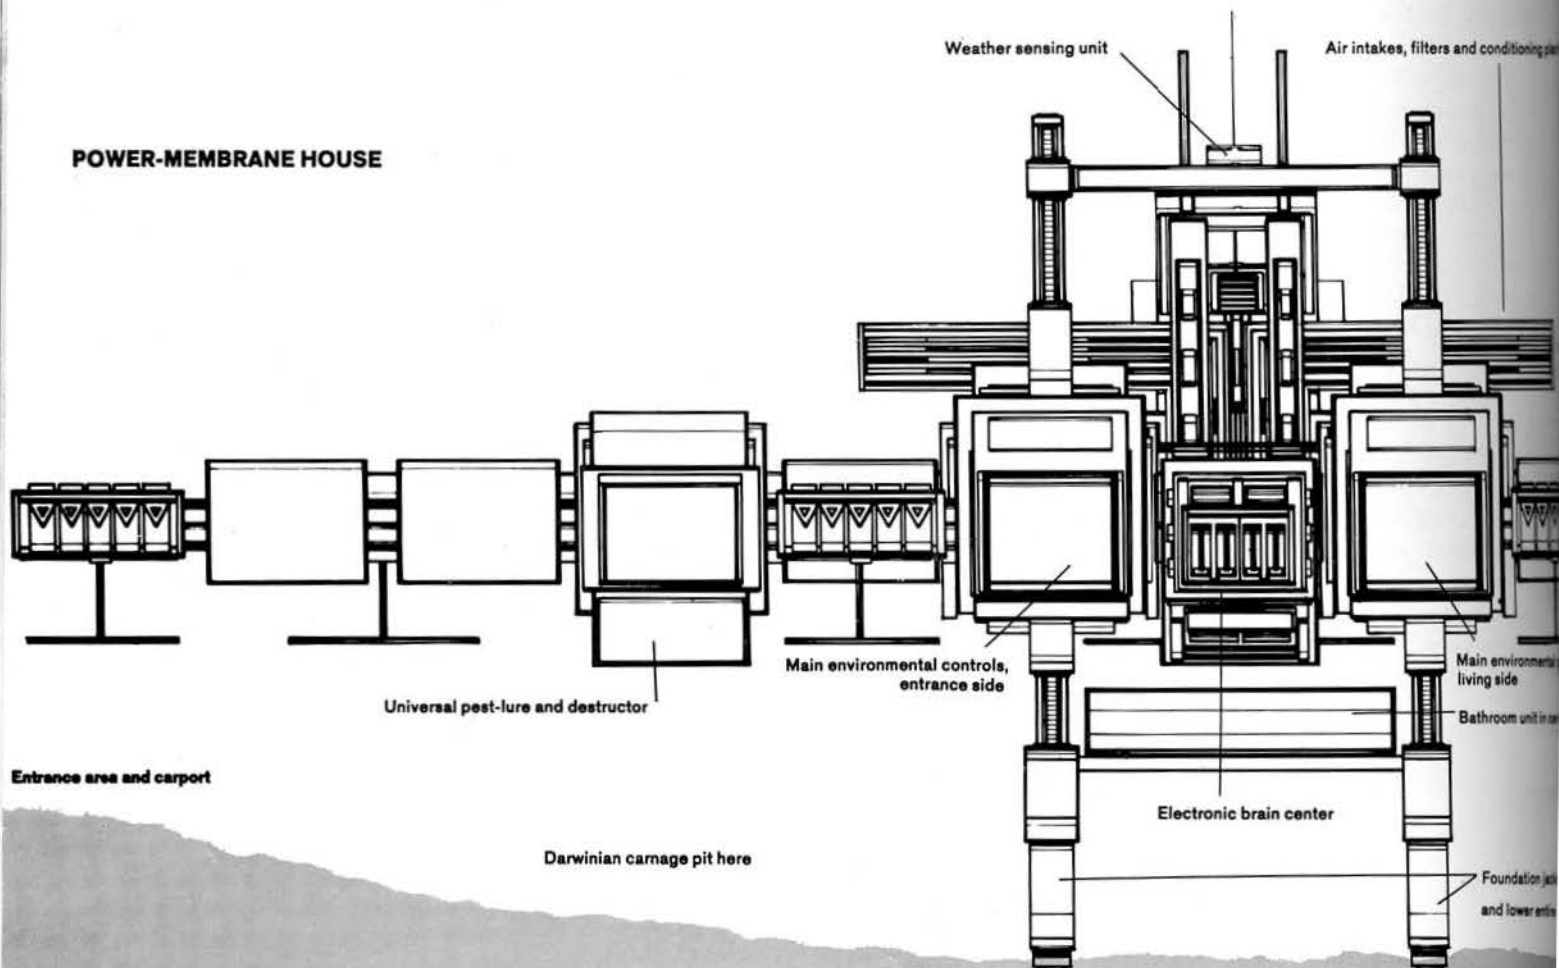 Weather sensing unit
Air intakes, filters and conditioning
POWER-MEMBRANE HOUSE
Main environmental controls,
entrance side
Main environmental
living side
Universal pest-lure and destructor
Bathroom unit in
Entrance area and carport
Electronic brain center
Darwinian carnage pit here
Foundation
and lower